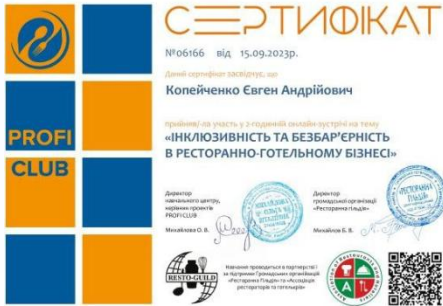 СЕРТИФІКАТ
№06166 від 15.09.2023р.
Даний сертифікат засвідчує, що
Копейченко Євген Андрійович
прийняв/-ла участь у 2-годинній онлайн-зустрічі на тему
«ІНКЛЮЗИВНІСТЬ ТА БЕЗБАР'ЄРНІСТЬ
В РЕСТОРАННО-ГОТЕЛЬНОМУ БІЗНЕСІ»
PROFI
CLUB
Директор
навчального центру,
керівник проектів
PROFI CLUB
Михайлова О. В.
Директор
громадської організації
«Ресторанна гільдія»
Михайлов Б. В.
RESTO-GUILD
Навчання проводиться в партнерстві і
за підтримки Громадських організацій
«Ресторанна Гільдія» та «Асоціація
рестораторів та готельєрів»